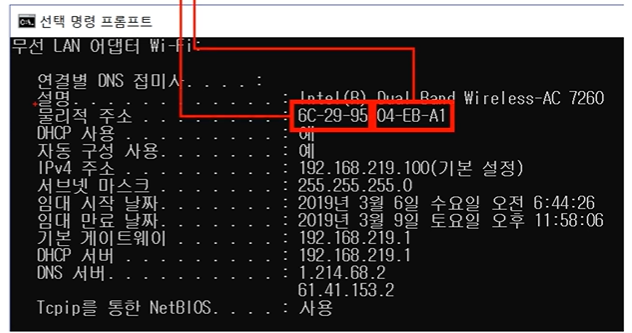 선택 명령 프롬프트
무선 LAN 어댑터 Wi-Fi:
연결별 DNS 접미사. . . . :
설명. . . . . . . . . . . . : Intel(R) Dual Band Wireless-AC 7260
물리적 주소 . . . . . . . . : 6C-29-95-04-EB-A1
DHCP 사용 . . . . . . . . . : 예
자동 구성 사용. . . . . . . : 예
IPv4 주소 . . . . . . . . . : 192.168.219.100(기본 설정)
서브넷 마스크 . . . . . . . : 255.255.255.0
임대 시작 날짜. . . . . . . : 2019년 3월 6일 수요일 오전 6:44:26
임대 만료 날짜. . . . . . . : 2019년 3월 9일 토요일 오후 11:58:06
기본 게이트웨이 . . . . . . : 192.168.219.1
DHCP 서버 . . . . . . . . . : 192.168.219.1
DNS 서버. . . . . . . . . . : 1.214.68.2
61.41.153.2
Tcpip를 통한 NetBIOS. . . . : 사용